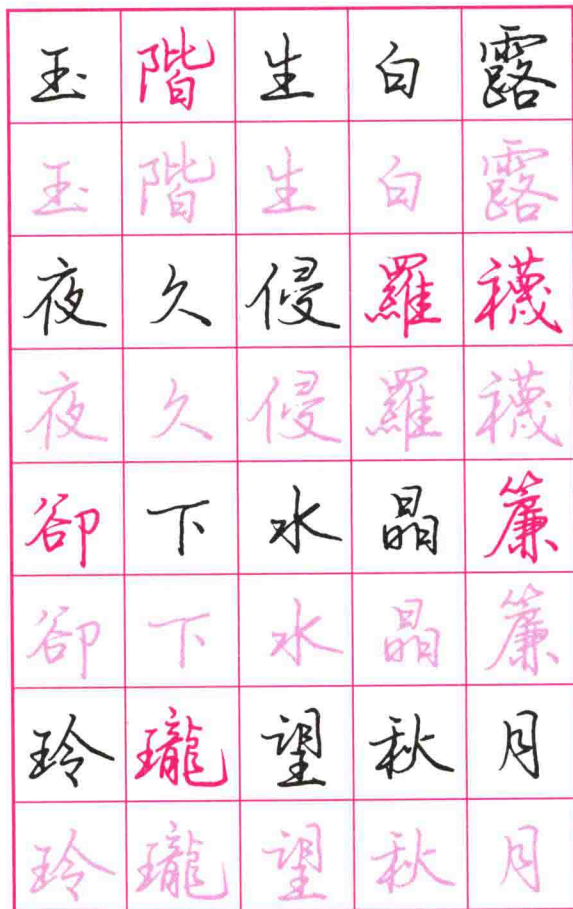 玉階生白露
玉階生白露
夜久侵羅襪
夜久侵羅襪
卻下水晶簾
卻下水晶簾
玲瓏望秋月
玲瓏望秋月